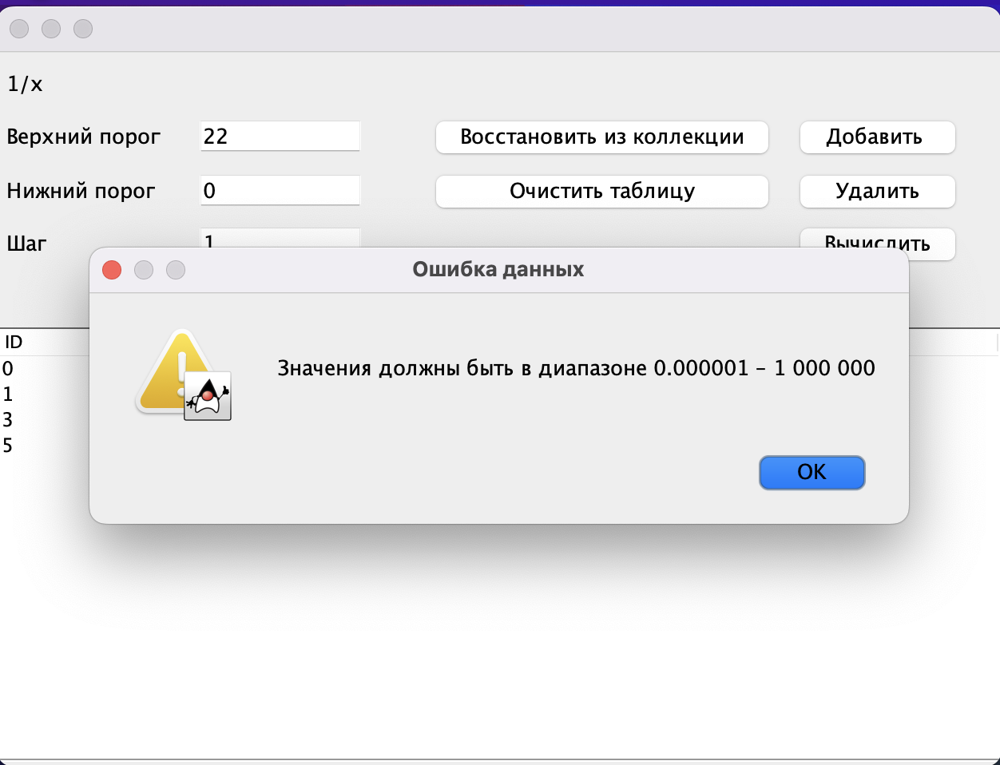 1/x
Верхний порог 22 Восстановить из коллекции Добавить
Нижний порог 0 Очистить таблицу Удалить
Шаг 1 Вычислить
Ошибка данных
ID
0
1
3
5
Значения должны быть в диапазоне 0.000001 - 1 000 000
OK